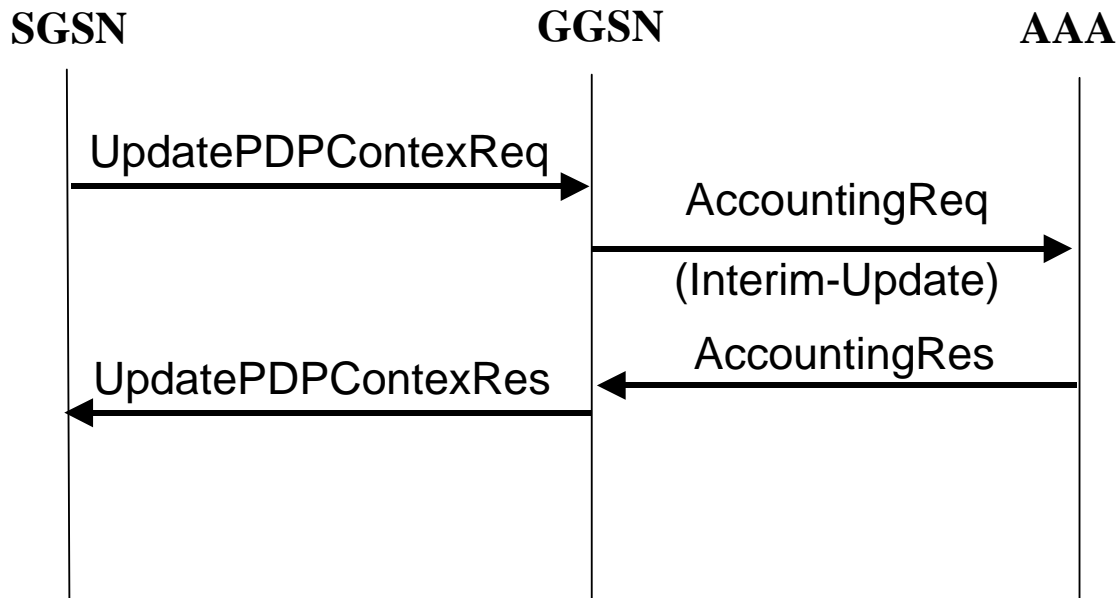 SGSN GGSN AAA
UpdatePDPContexReq
AccountingReq
(Interim-Update)
AccountingRes
UpdatePDPContexRes